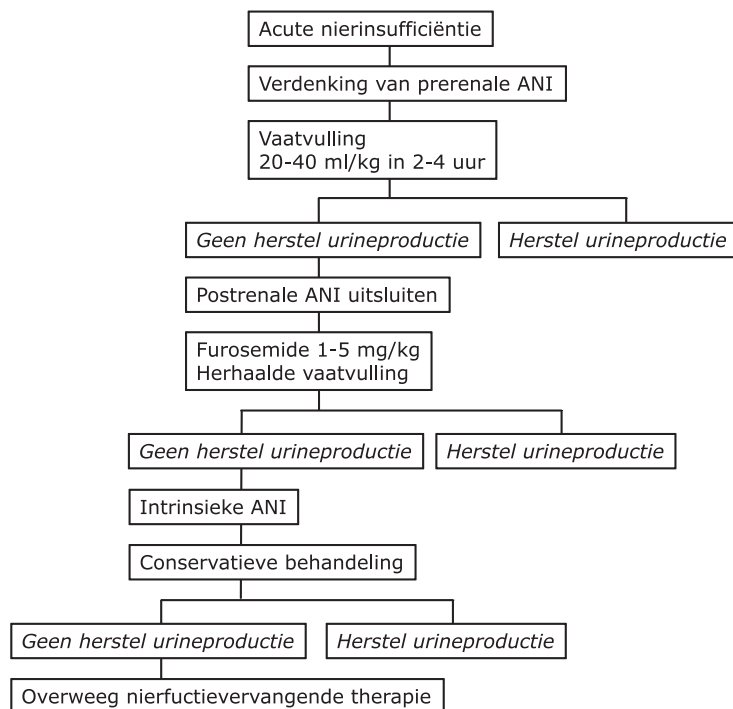 Acute nierinsufficiëntie
Verdenking van prerenale ANI
Vaatvulling
20-40 ml/kg in 2-4 uur
Geen herstel urineproductie
Herstel urineproductie
Postrenale ANI uitsluiten
Furosemide 1-5 mg/kg
Herhaalde vaatvulling
Geen herstel urineproductie
Herstel urineproductie
Intrinsieke ANI
Conservatieve behandeling
Geen herstel urineproductie
Herstel urineproductie
Overweeg nierfuctievervangende therapie